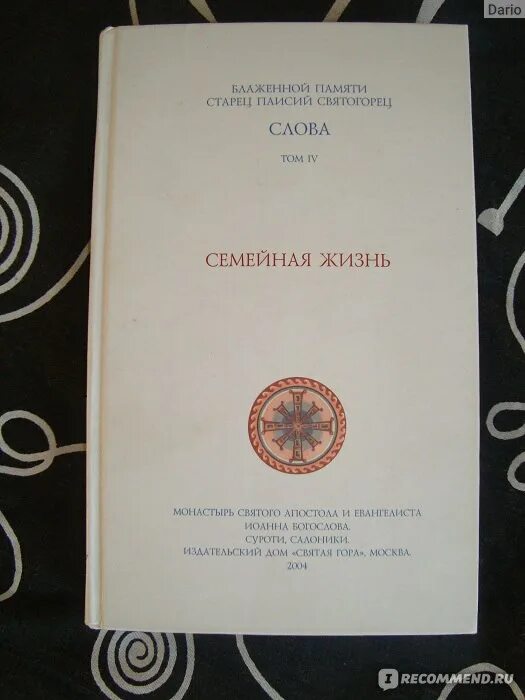 Dario
БЛАЖЕННОЙ ПАМЯТИ
СТАРЕЦ ПАИСИЙ СВЯТОГОРЕЦ
СЛОВА
ТОМ IV
СЕМЕЙНАЯ ЖИЗНЬ
МОНАСТЫРЬ СВЯТОГО АПОСТОЛА И ЕВАНГЕЛИСТА
ИОАННА БОГОСЛОВА.
СУРОТИ, САЛОНИКИ.
ИЗДАТЕЛЬСКИЙ ДОМ «СВЯТАЯ ГОРА», МОСКВА.
2004
I RECOMMEND.RU